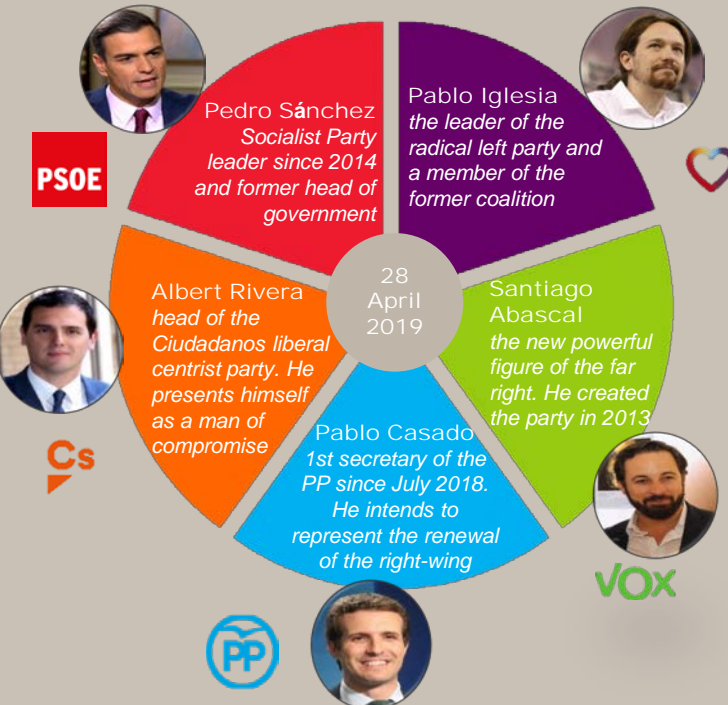 Pedro Sánchez
Socialist Party
leader since 2014
and former head of
government
PSOE
Pablo Iglesia
the leader of the
radical left party and
a member of the
former coalition
Albert Rivera
head of the
Ciudadanos liberal
centrist party. He
presents himself
as a man of
compromise
Cs
28
April
2019
Santiago
Abascal
the new powerful
figure of the far
right. He created
the party in 2013
VOX
Pablo Casado
1st secretary of the
PP since July 2018.
He intends to
represent the renewal
of the right-wing
PP